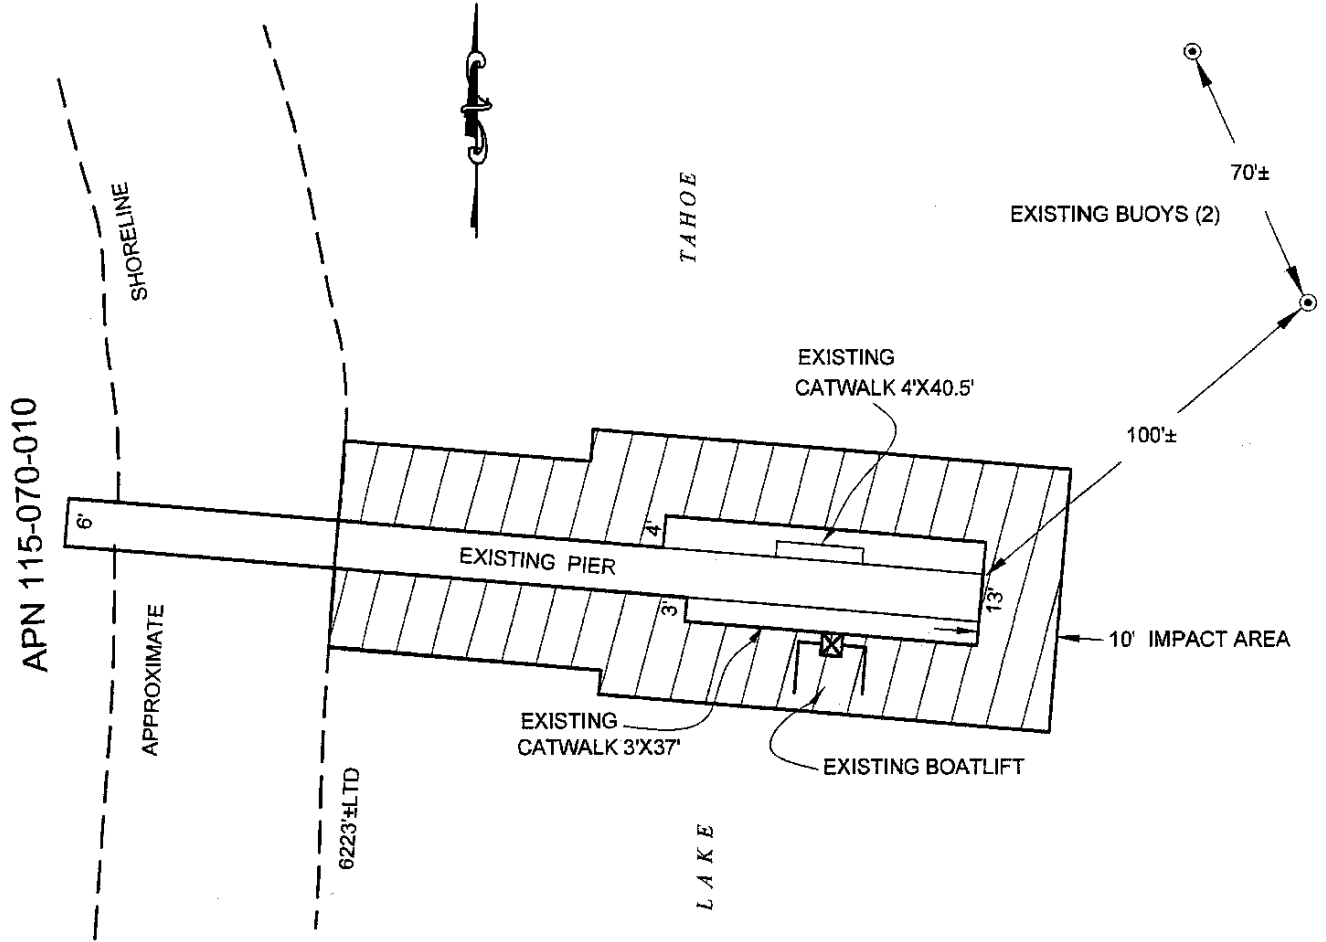 APN 115-070-010
SHORELINE
APPROXIMATE
6223'±LTD
TAHOE
LAKE
70'±
EXISTING BUOYS (2)
100'±
EXISTING
CATWALK 4'X40.5'
6'
EXISTING PIER
4'
3'
13'
10' IMPACT AREA
EXISTING
CATWALK 3'X37'
EXISTING BOATLIFT